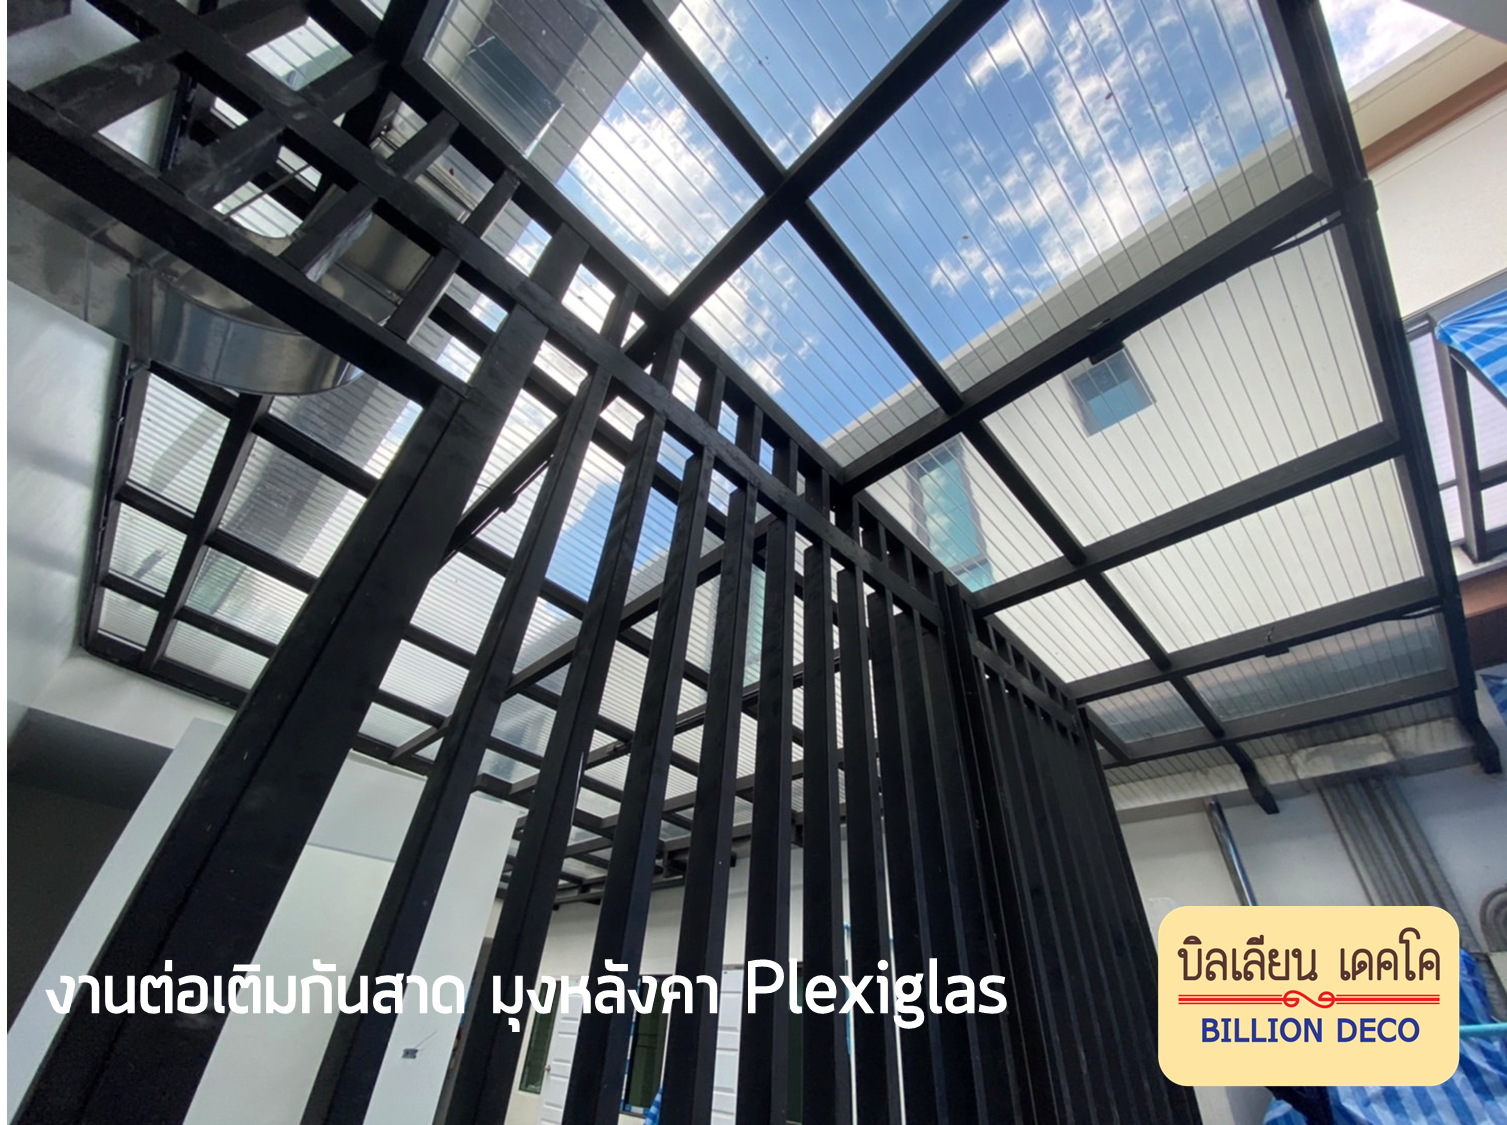 งานต่อเติมกันสาด มุงหลังคา Plexiglas
บิลเลียน เดคโค
BILLION DECO